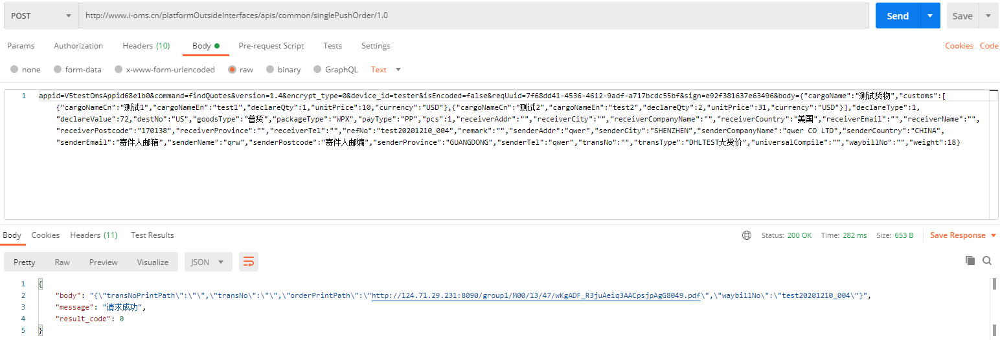 POST http://www.i-oms.cn/platformOutsideInterfaces/apis/common/singlePushOrder/1.0 Send Save
Params Authorization Headers (10) Body Pre-request Script Tests Settings Cookies Code
none form-data x-www-form-urlencoded raw binary GraphQL Text
1 appid=V5testOmsAppid68e1b0&command=findQuotes&version=1.4&encrypt_type=0&device_id=tester&isEncoded=false&reqUuid=7f68dd41-4536-4612-9adf-a717bcdc55bf&sign=e92f381637e63496&body={"cargoName":"测试货物","customs":[
{"cargoNameCn":"测试1","cargoNameEn":"test1","declareQty":1,"unitPrice":10,"currency":"USD"},{"cargoNameCn":"测试2","cargoNameEn":"test2","declareQty":2,"unitPrice":31,"currency":"USD"}],"declareType":1,
"declareValue":72,"destNo":"US","goodsType":"普货","packageType":"WPX","payType":"PP","pcs":1,"receiverAddr":"","receiverCity":"","receiverCompanyName":"","receiverCountry":"美国","receiverEmail":"","receiverName":"",
"receiverPostcode":"170138","receiverProvince":"","receiverTel":"","refNo":"test20201210_004","remark":"","senderAddr":"qwer","senderCity":"SHENZHEN","senderCompanyName":"qwer CO LTD","senderCountry":"CHINA",
"senderEmail":"寄件人邮箱","senderName":"qrw","senderPostcode":"寄件人邮编","senderProvince":"GUANGDONG","senderTel":"qwer","transNo":"","transType":"DHLTEST大货价","universalCompile":"","waybillNo":"","weight":18}
Body Cookies Headers (11) Test Results Status: 200 OK Time: 282 ms Size: 653 B Save Response
Pretty Raw Preview Visualize JSON
1 {
2 "body": "{\"transNoPrintPath\":\"\",\"transNo\":\"\",\"orderPrintPath\":\"http://124.71.29.231:8090/group1/M00/13/47/wKgADF_R3juAeiq3AACpsjpAgG8049.pdf\",\"waybillNo\":\"test20201210_004\"}",
3 "message": "请求成功",
4 "result_code": 0
5 }